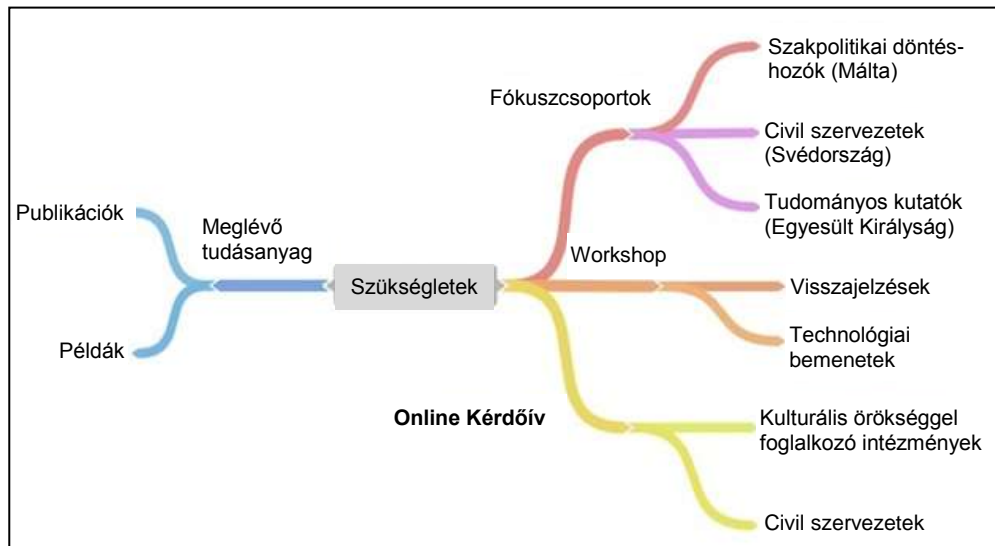 Publikációk
Példák
Meglévő
tudásanyag
Szükségletek
Fókuszcsoportok
Szakpolitikai döntés-
hozók (Málta)
Civil szervezetek
(Svédország)
Tudományos kutatók
(Egyesült Királyság)
Workshop
Visszajelzések
Technológiai
bemenetek
Online Kérdőív
Kulturális örökséggel
foglalkozó intézmények
Civil szervezetek